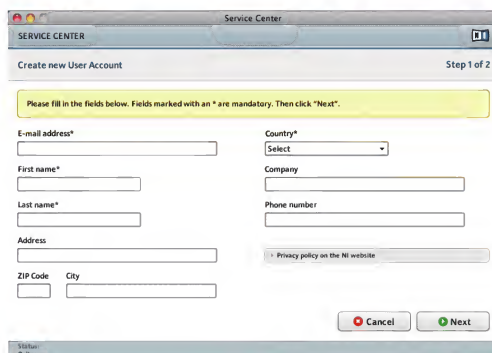 Service Center
SERVICE CENTER
Create new User Account
Step 1 of 2
Please fill in the fields below. Fields marked with an * are mandatory. Then click "Next".
E-mail address*
Country*
Select
First name*
Company
Last name*
Phone number
Address
Privacy policy on the NI website
ZIP Code City
Cancel
Next
Status: